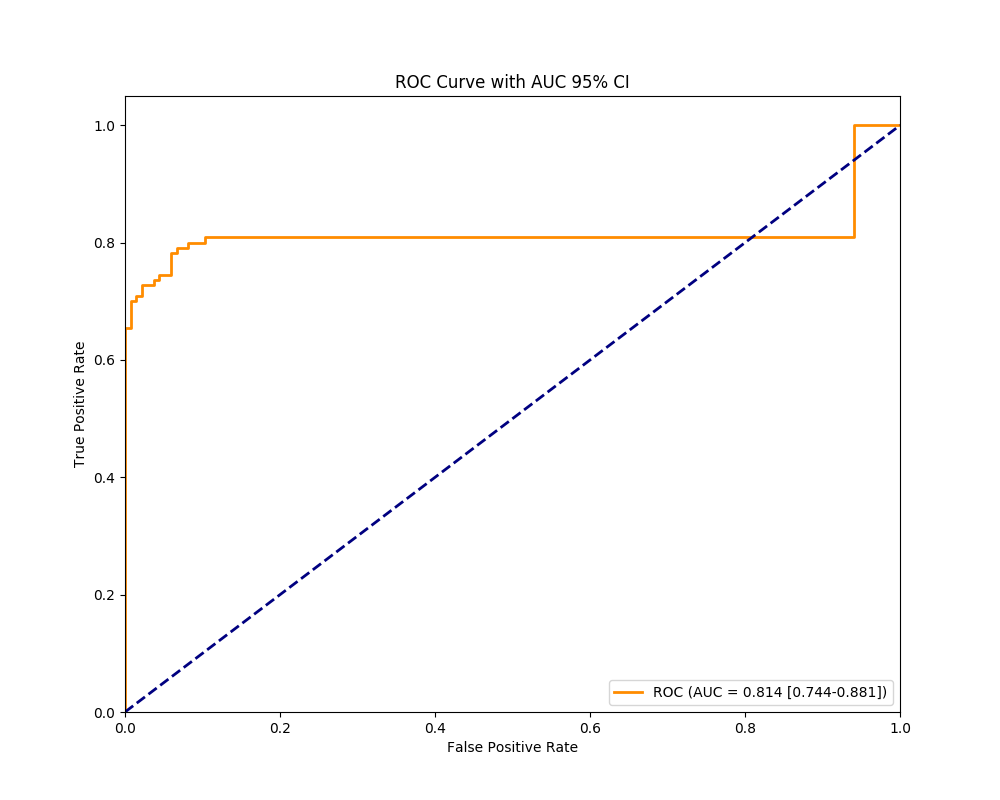 ROC Curve with AUC 95% CI
1.0
0.8
0.6
0.4
0.2
0.0
True Positive Rate
ROC (AUC = 0.814 [0.744-0.881])
0.0 0.2 0.4 0.6 0.8 1.0
False Positive Rate